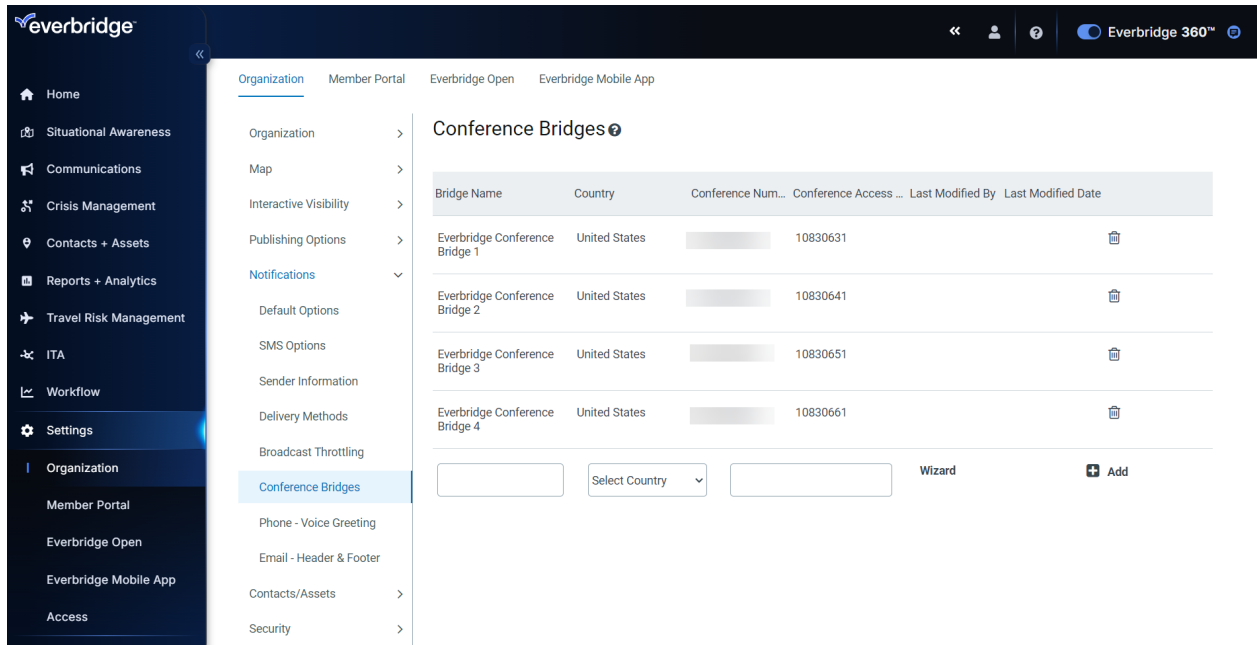 everbridge™
Everbridge 360™
Home
Situational Awareness
Communications
Crisis Management
Contacts + Assets
Reports + Analytics
Travel Risk Management
ITA
Workflow
Settings
Organization
Member Portal
Everbridge Open
Everbridge Mobile App
Access
Organization Member Portal Everbridge Open Everbridge Mobile App
Organization
Map
Interactive Visibility
Publishing Options
Notifications
Default Options
SMS Options
Sender Information
Delivery Methods
Broadcast Throttling
Conference Bridges
Phone - Voice Greeting
Email - Header & Footer
Contacts/Assets
Security
Conference Bridges
Bridge Name Country Conference Num... Conference Access ... Last Modified By Last Modified Date
Everbridge Conference United States 10830631
Bridge 1
Everbridge Conference United States 10830641
Bridge 2
Everbridge Conference United States 10830651
Bridge 3
Everbridge Conference United States 10830661
Bridge 4
Select Country Wizard Add